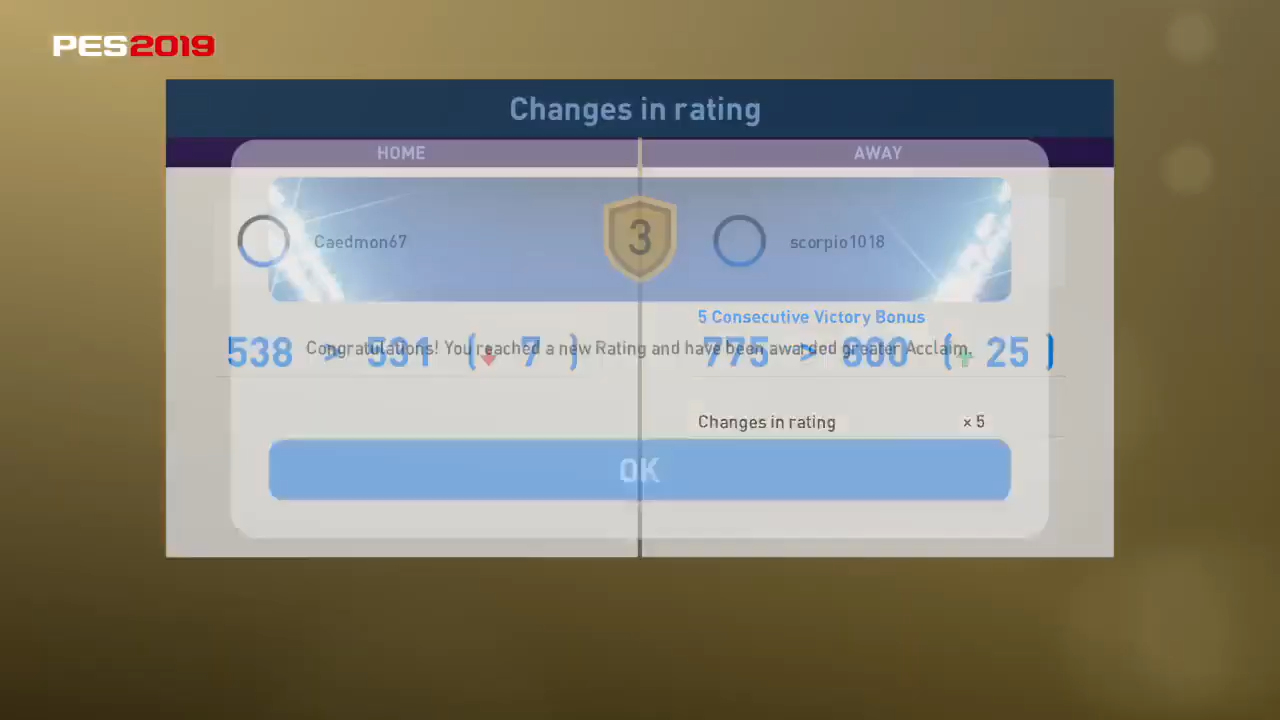 PES2019
Changes in rating
HOME
AWAY
3
Caedmon67
scorpio1018
5 Consecutive Victory Bonus
538 > 531 ( 7 )
775 > 800 ( 25 )
Congratulations! You reached a new Rating and have been awarded greater Acclaim.
Changes in rating x 5
OK